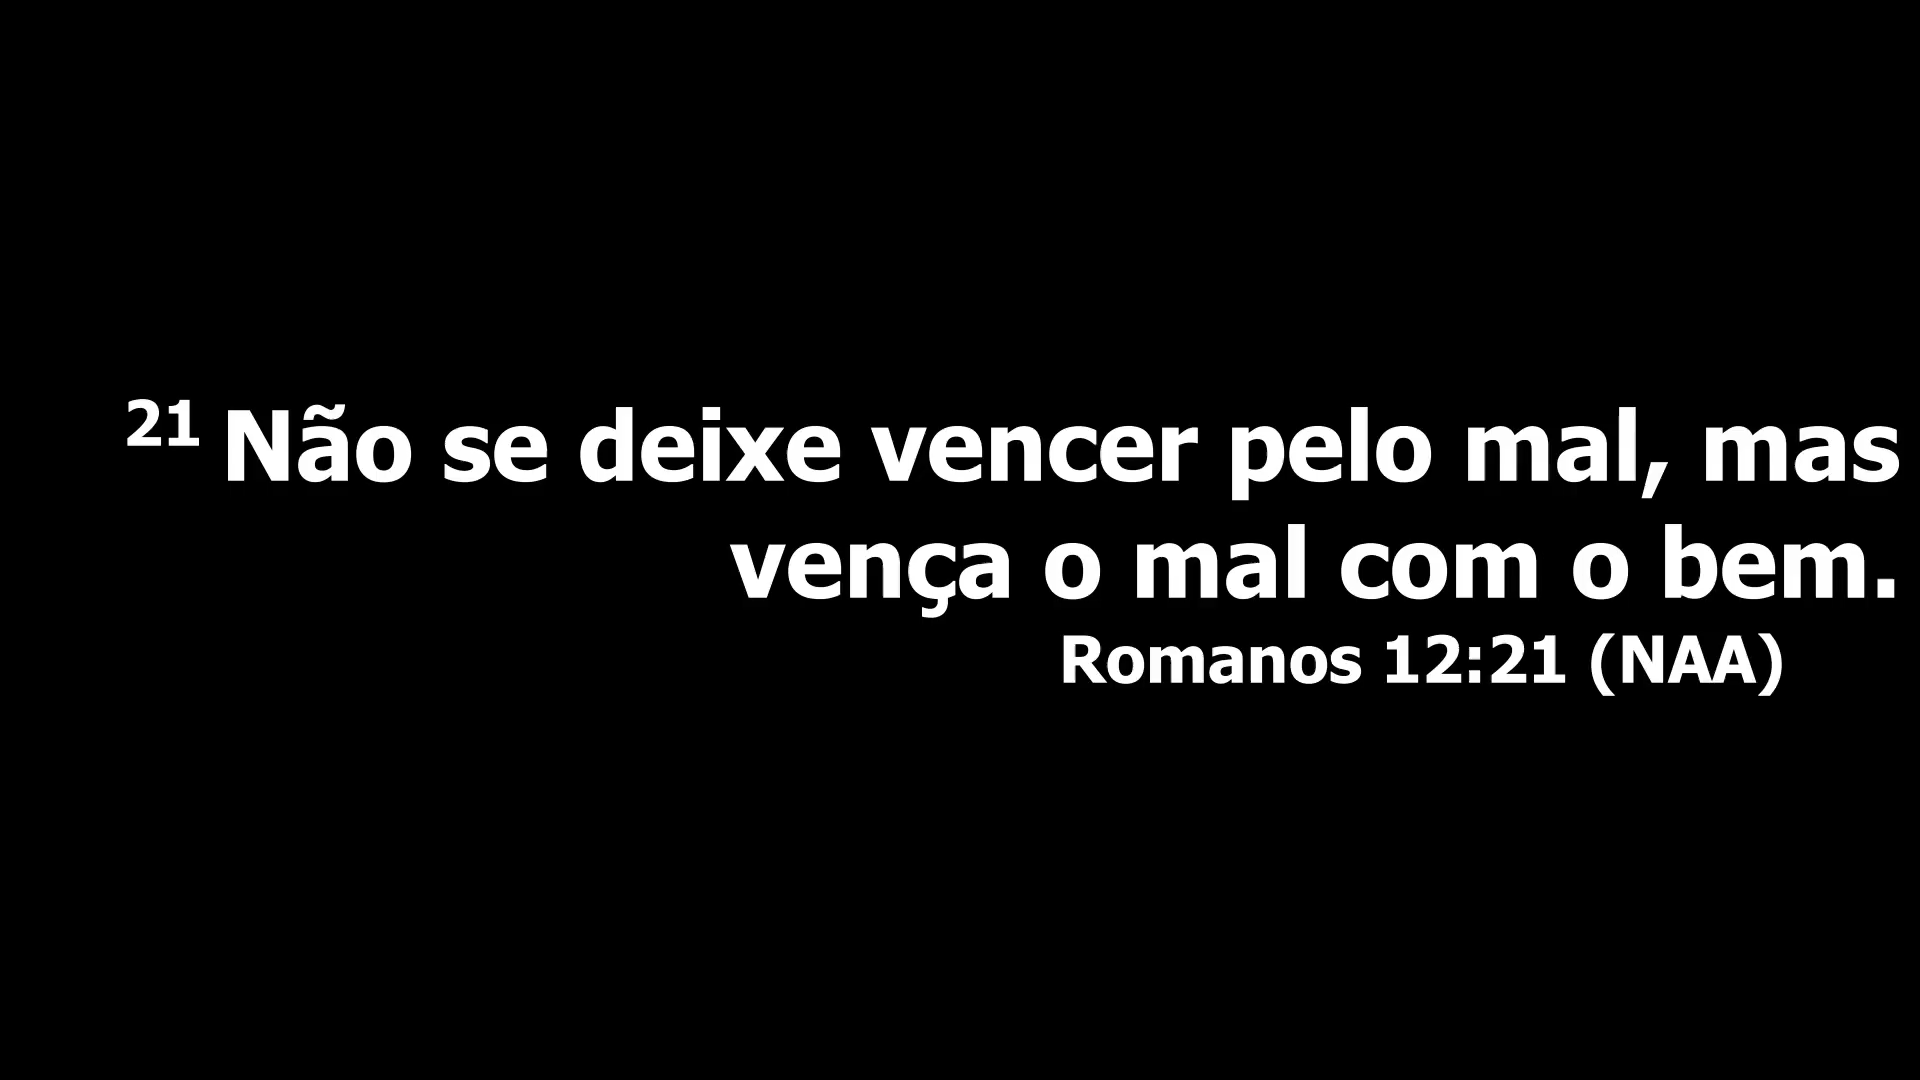 21 Não se deixe vencer pelo mal, mas
vença o mal com o bem.
Romanos 12:21 (NAA)